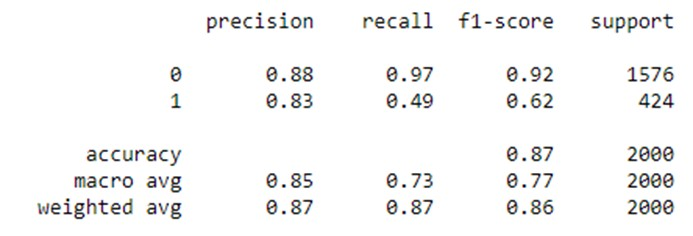 precision recall f1-score support
0 0.88 0.97 0.92 1576
1 0.83 0.49 0.62 424
accuracy 0.87 2000
macro avg 0.85 0.73 0.77 2000
weighted avg 0.87 0.87 0.86 2000